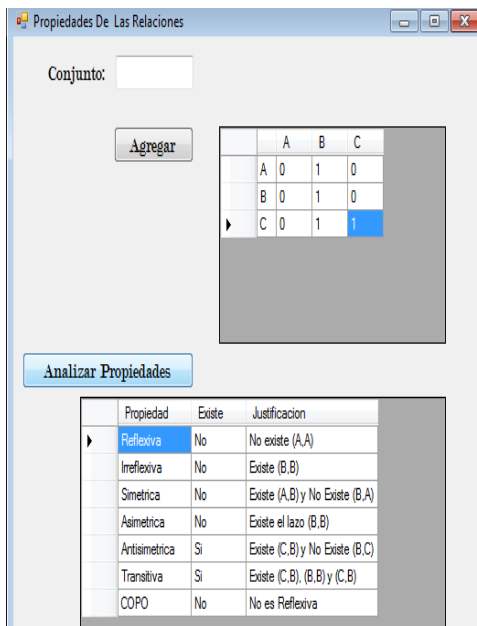 Propiedades De Las Relaciones
Conjunto:
Agregar
A B C
A 0 1 0
B 0 1 0
C 0 1 1
Analizar Propiedades
Propiedad Existe Justificacion
Reflexiva No No existe (A,A)
Irreflexiva No Existe (B,B)
Simetrica No Existe (A,B) y No Existe (B,A)
Asimetrica No Existe el lazo (B,B)
Antisimetrica Si Existe (C,B) y No Existe (B,C)
Transitiva Si Existe (C,B), (B,B) y (C,B)
COPO No No es Reflexiva